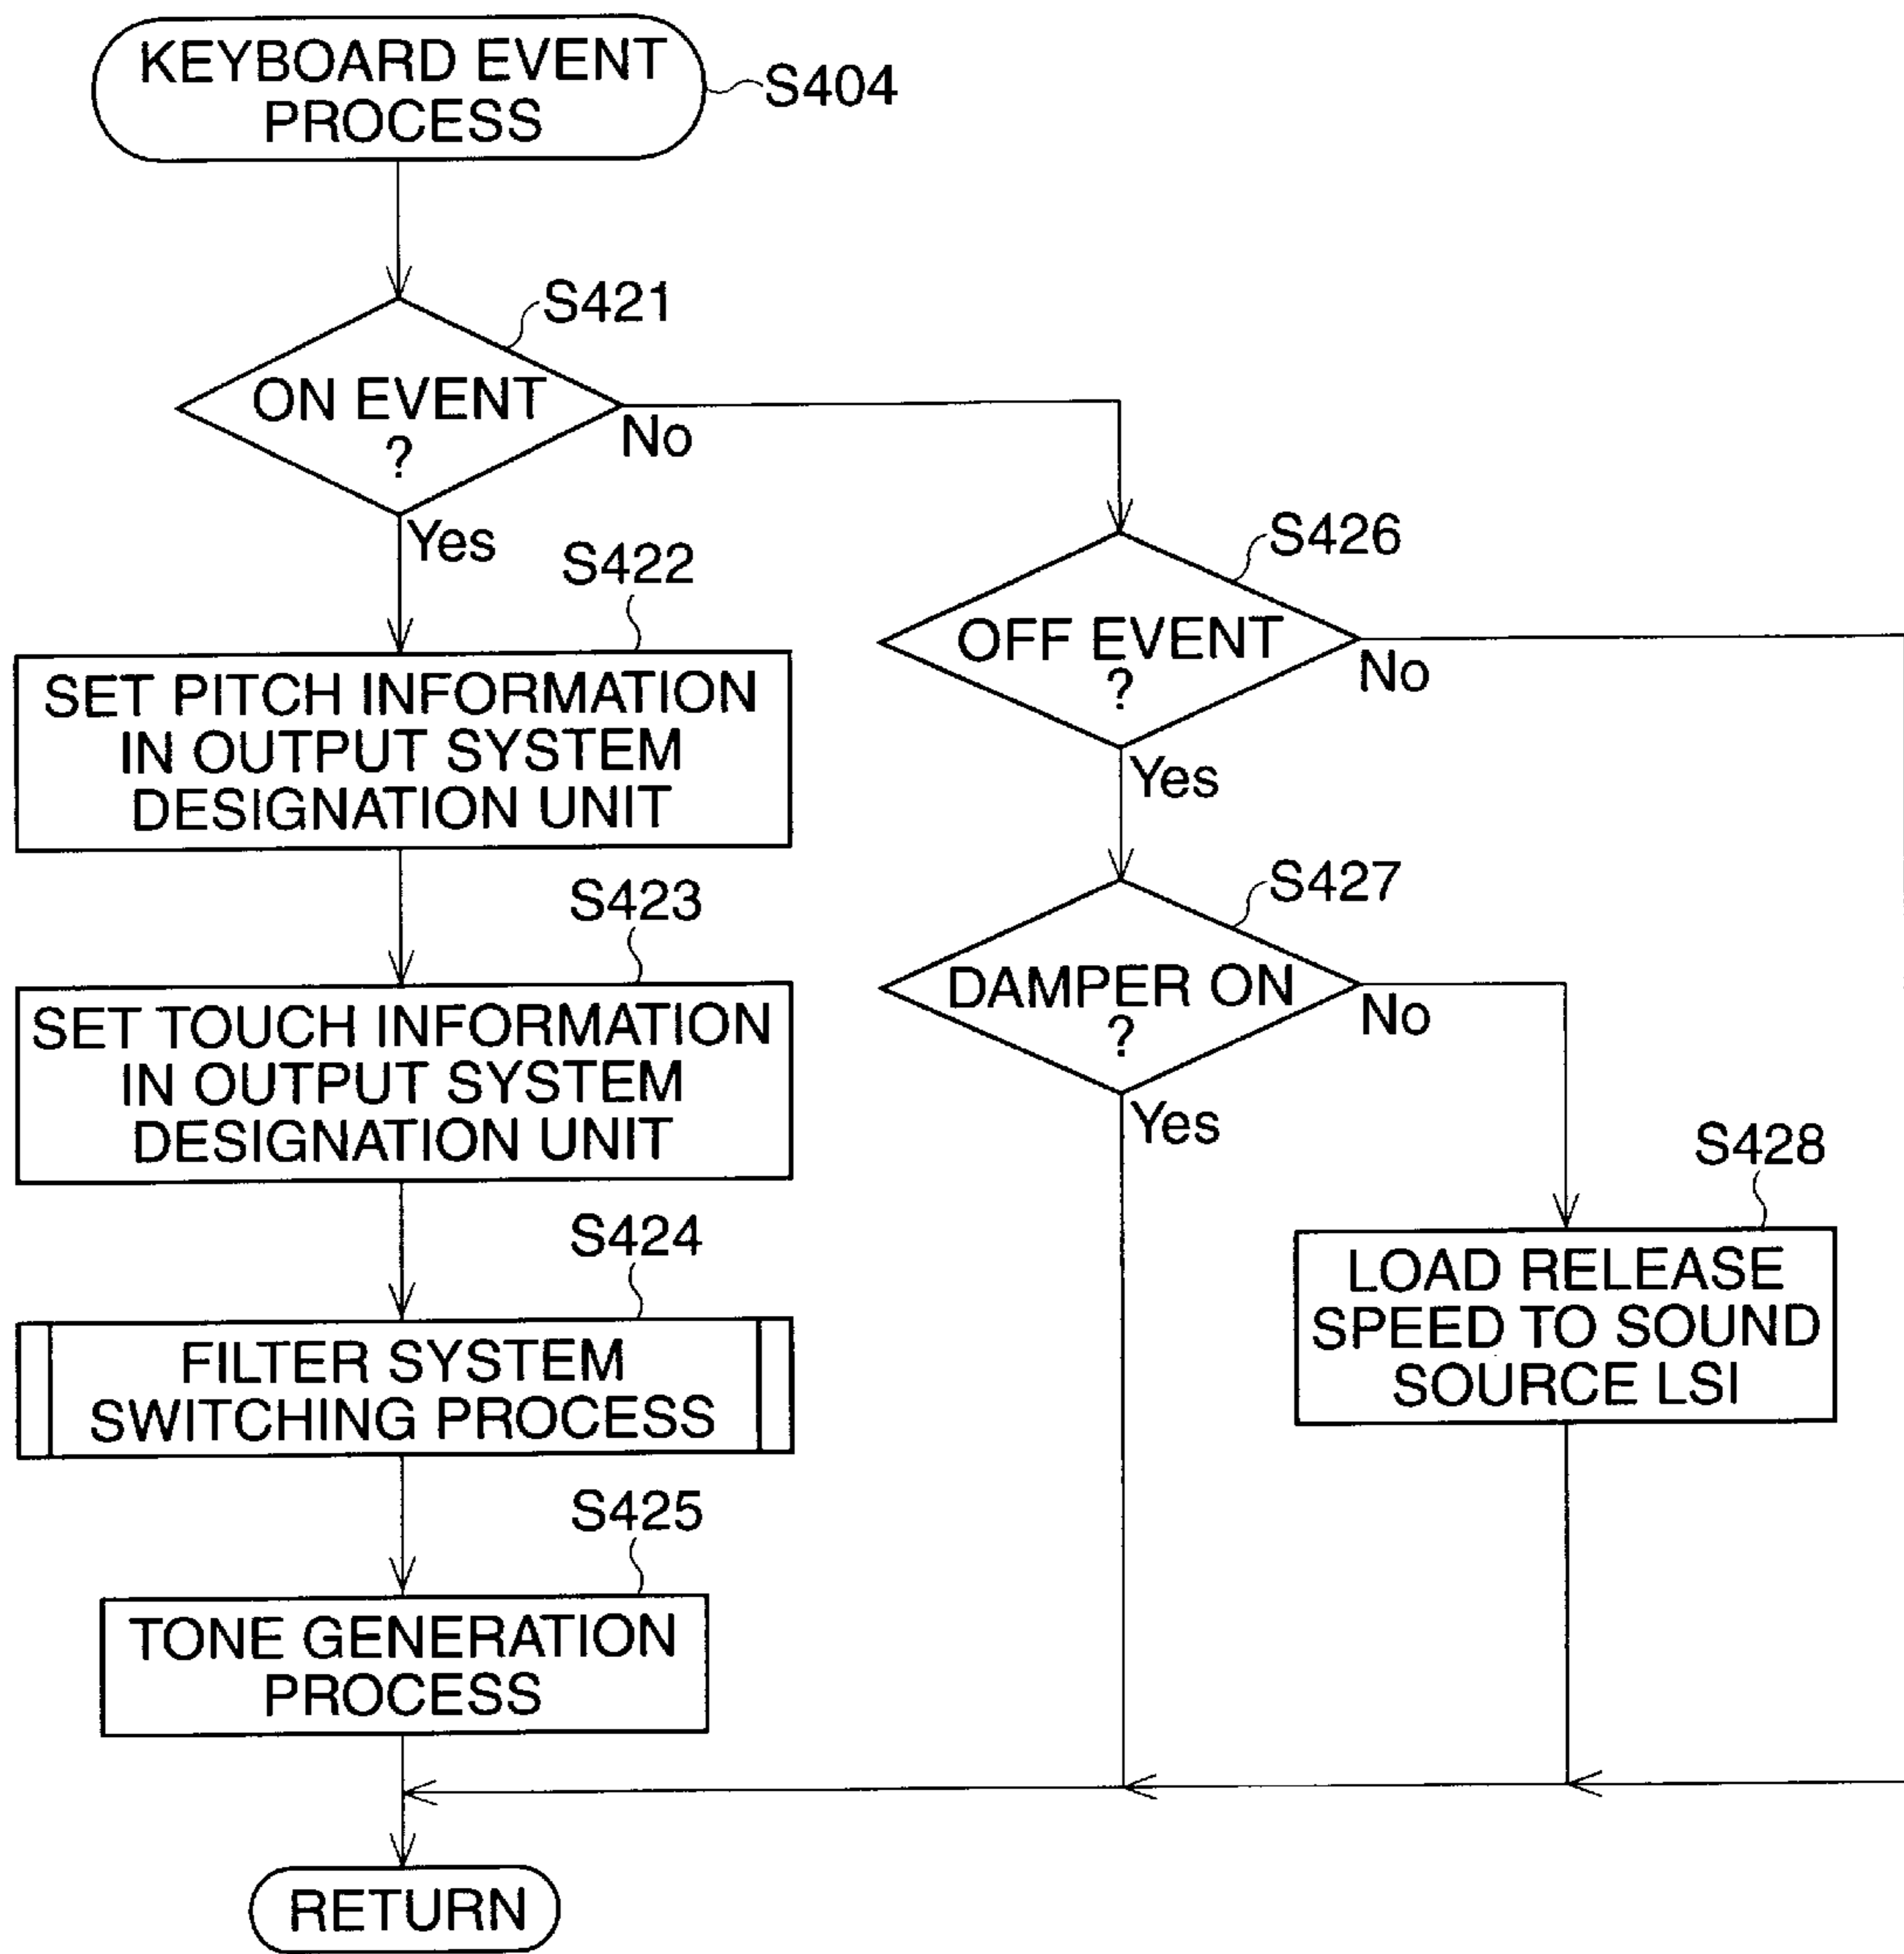 KEYBOARD EVENT
PROCESS
S404
S421
ON EVENT
?
No
Yes
S422
SET PITCH INFORMATION
IN OUTPUT SYSTEM
DESIGNATION UNIT
S423
SET TOUCH INFORMATION
IN OUTPUT SYSTEM
DESIGNATION UNIT
S424
FILTER SYSTEM
SWITCHING PROCESS
S425
TONE GENERATION
PROCESS
S426
OFF EVENT
?
No
Yes
S427
DAMPER ON
?
No
Yes
S428
LOAD RELEASE
SPEED TO SOUND
SOURCE LSI
RETURN